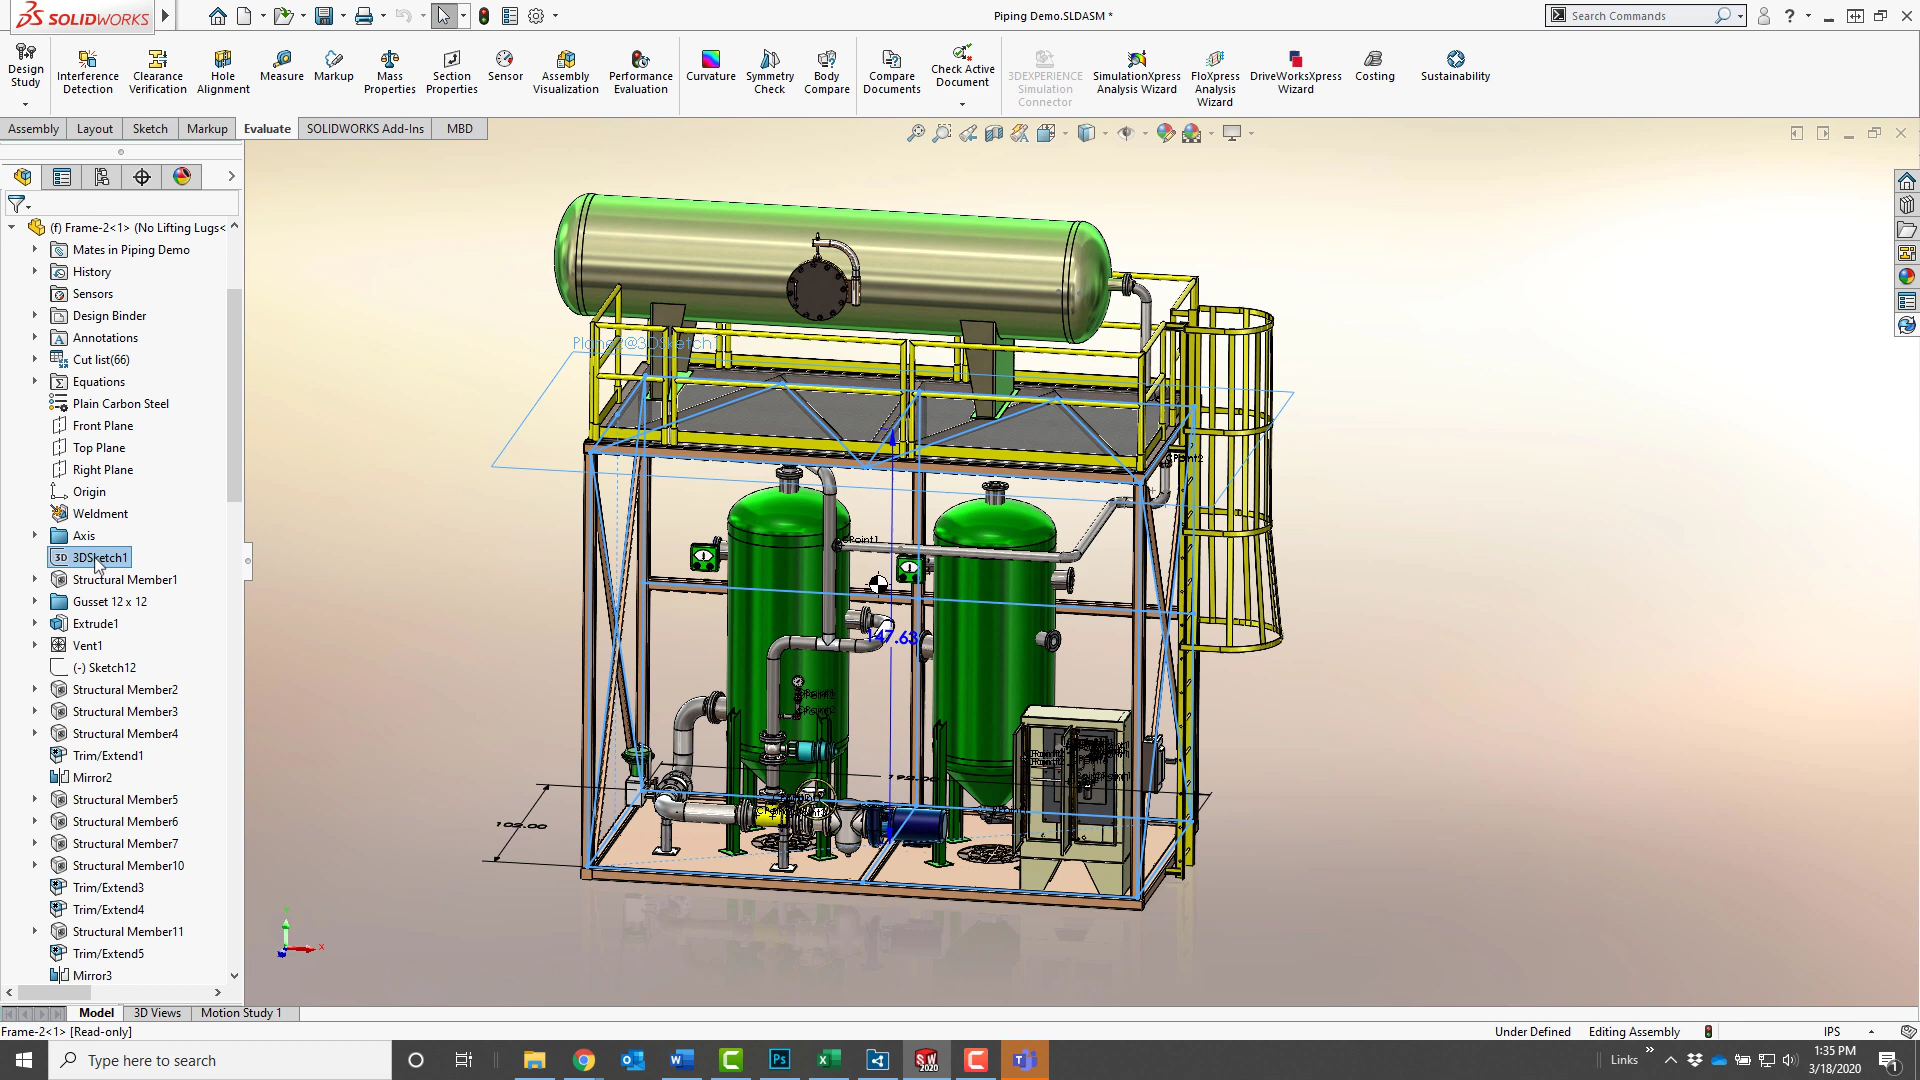 SOLIDWORKS
Piping Demo.SLDASM *
Search Commands
Design Study
Interference Detection
Clearance Verification
Hole Alignment
Measure
Markup
Mass Properties
Section Properties
Sensor
Assembly Visualization
Performance Evaluation
Curvature
Symmetry Check
Body Compare
Compare Documents
Check Active Document
3DEXPERIENCE Simulation Connector
SimulationXpress Analysis Wizard
FloXpress Analysis Wizard
DriveWorksXpress Wizard
Costing
Sustainability
Assembly
Layout
Sketch
Markup
Evaluate
SOLIDWORKS Add-Ins
MBD
(f) Frame-2<1> (No Lifting Lugs<
Mates in Piping Demo
History
Sensors
Design Binder
Annotations
Cut list(66)
Equations
Plain Carbon Steel
Front Plane
Top Plane
Right Plane
Origin
Weldment
Axis
3D 3DSketch1
Structural Member1
Gusset 12 x 12
Extrude1
Vent1
(-) Sketch12
Structural Member2
Structural Member3
Structural Member4
Trim/Extend1
Mirror2
Structural Member5
Structural Member6
Structural Member7
Structural Member10
Trim/Extend3
Trim/Extend4
Structural Member11
Trim/Extend5
Mirror3
CPoint2
CPoint1
147.63
192.00
102.00
x
Model
3D Views
Motion Study 1
Frame-2<1> [Read-only]
Under Defined
Editing Assembly
IPS
Type here to search
Links
1:35 PM
3/18/2020